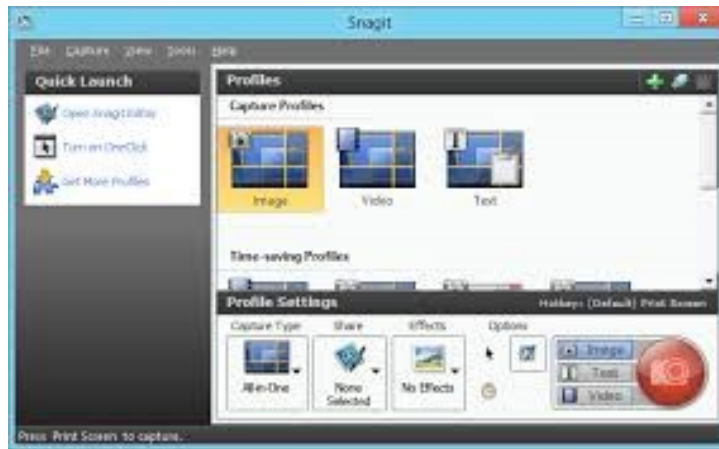 Snagit
File Capture View Tools Help
Quick Launch
Open Snagit Editor
Turn on OneClick
Get More Profiles
Profiles
Capture Profiles
Image Video Text
Time-saving Profiles
Profile Settings Hotkey: (Default) Print Screen
Capture Type Share Effects Options
All-in-One None Selected No Effects
Image
Text
Video
Press Print Screen to capture.